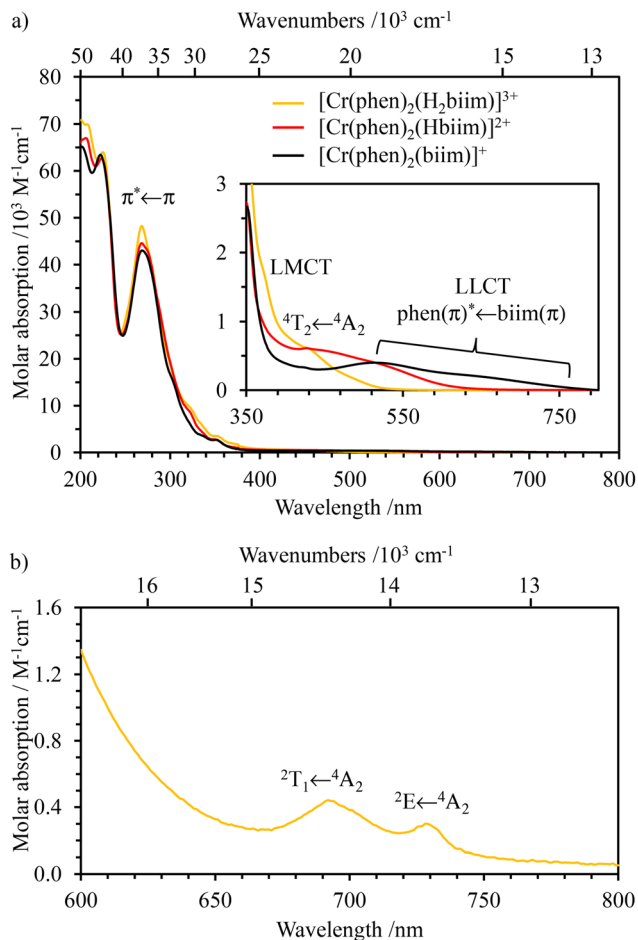 a)
Wavenumbers /10³ cm⁻¹
50 40 35 30 25 20 15 13
80
70
60
50
40
30
20
10
0
Molar absorption /10³ M⁻¹cm⁻¹
[Cr(phen)₂(H₂biim)]³⁺
[Cr(phen)₂(Hbiim)]²⁺
[Cr(phen)₂(biim)]⁺
π*←π
3
2
1
0
LMCT
⁴T₂←⁴A₂
LLCT
phen(π)*←biim(π)
350 550 750
200 300 400 500 600 700 800
Wavelength /nm
b)
Wavenumbers /10³ cm⁻¹
16 15 14 13
1.6
1.2
0.8
0.4
0.0
Molar absorption / M⁻¹cm⁻¹
²T₁←⁴A₂
²E←⁴A₂
600 650 700 750 800
Wavelength /nm